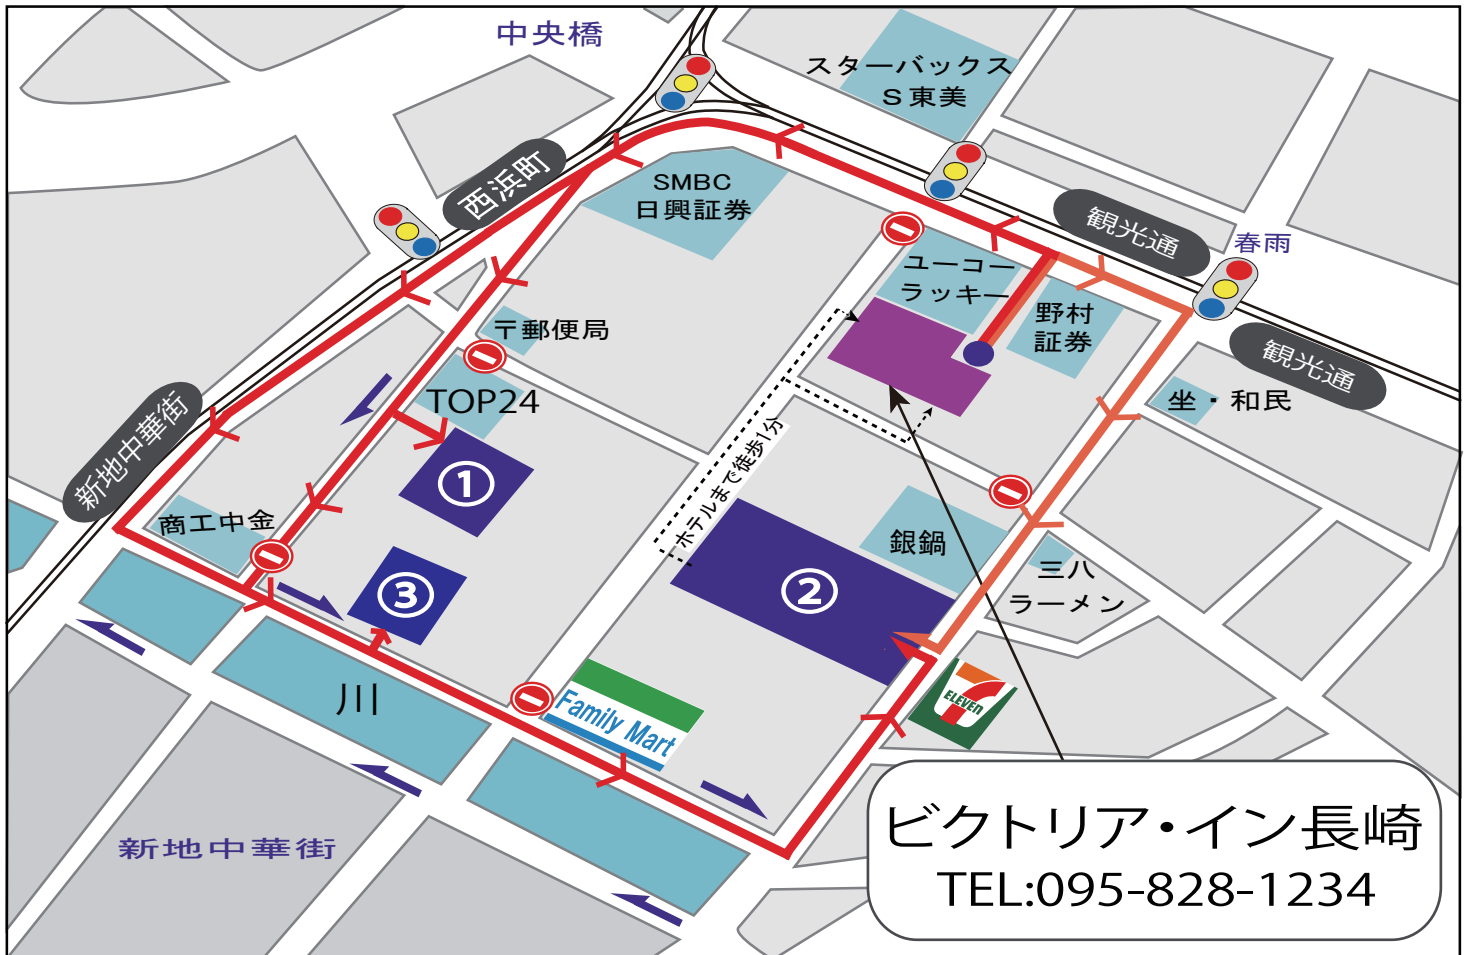 中央橋
スターバックス
S東美
西浜町
SMBC
日興証券
観光通
春雨
ユーコー
ラッキー
野村
証券
観光通
〒郵便局
TOP24
坐・和民
新地中華街
ホテルまで徒歩1分
①
商工中金
銀鍋
三八
ラーメン
②
③
川
Family Mart
ELEVEN
新地中華街
ビクトリア・イン長崎
TEL:095-828-1234